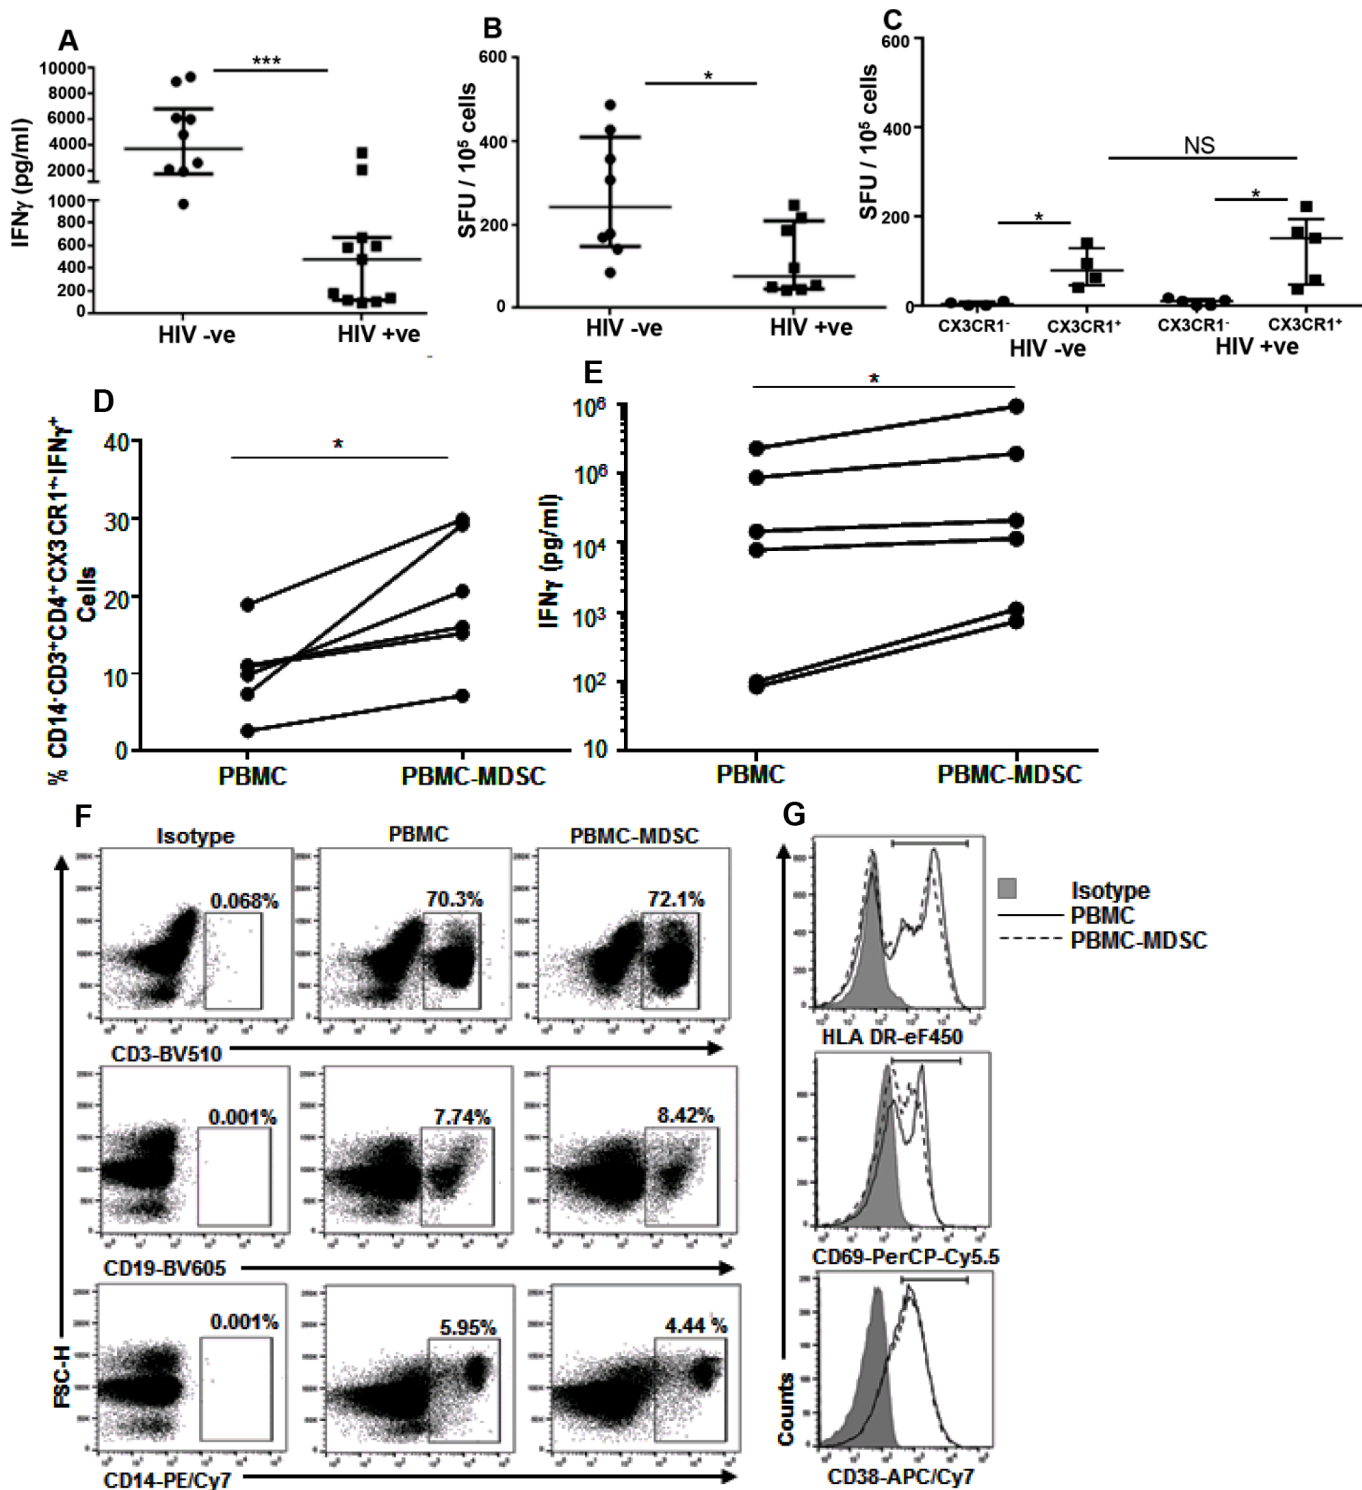 A
IFNγ (pg/ml)
10000
8000
6000
4000
2000
1000
800
600
400
200
0
***
HIV -ve
HIV +ve
B
SFU / 10⁵ cells
600
400
200
0
*
HIV -ve
HIV +ve
C
SFU / 10⁵ cells
600
400
200
0
*
NS
*
CX3CR1⁻
CX3CR1⁺
CX3CR1⁻
CX3CR1⁺
HIV -ve
HIV +ve
D
% CD14⁻CD3⁺CD4⁺CX3CR1⁺IFNγ⁺
Cells
40
30
20
10
0
*
PBMC
PBMC-MDSC
E
IFNγ (pg/ml)
10⁸
10⁶
10⁴
10³
10²
10
*
PBMC
PBMC-MDSC
F
Isotype
PBMC
PBMC-MDSC
0.068%
70.3%
72.1%
CD3-BV510
0.001%
7.74%
8.42%
CD19-BV605
0.001%
5.95%
4.44 %
CD14-PE/Cy7
FSC-H
G
Isotype
PBMC
PBMC-MDSC
HLA DR-eF450
CD69-PerCP-Cy5.5
CD38-APC/Cy7
Counts